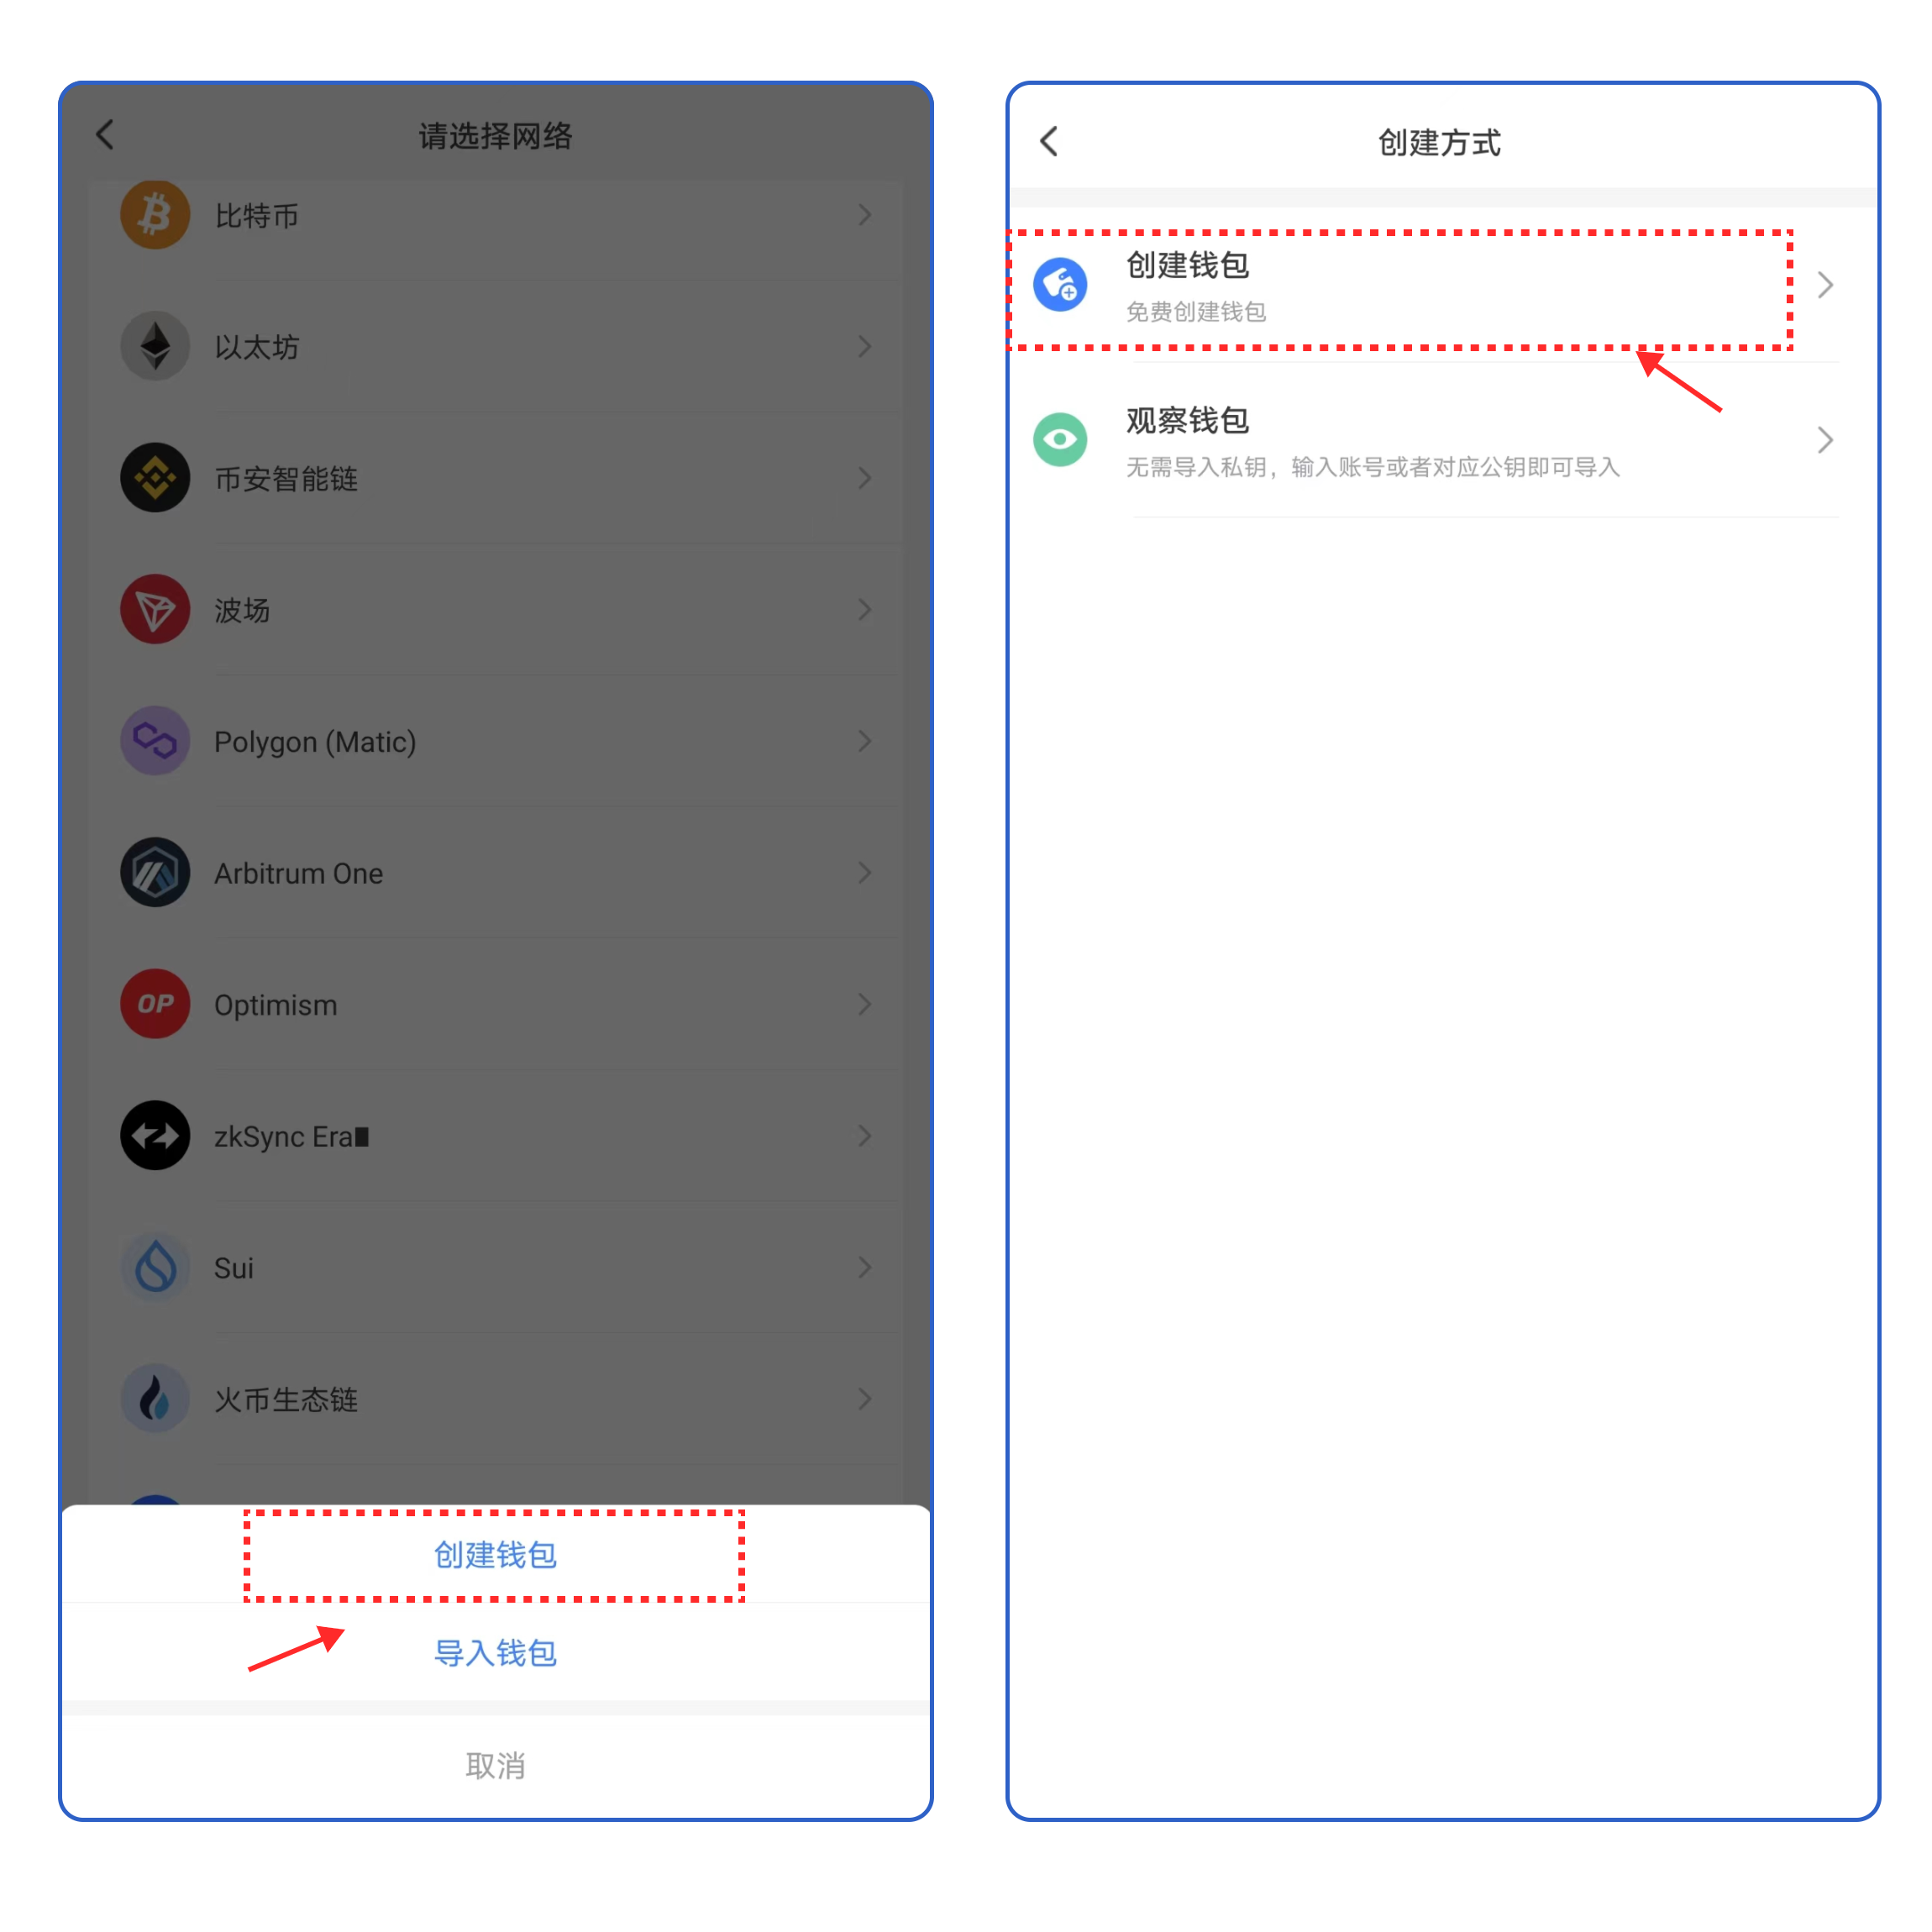 请选择网络
比特币
以太坊
币安智能链
波场
Polygon (Matic)
Arbitrum One
OP
Optimism
zkSync Era
Sui
火币生态链
创建钱包
导入钱包
取消
创建方式
创建钱包
免费创建钱包
观察钱包
无需导入私钥，输入账号或者对应公钥即可导入